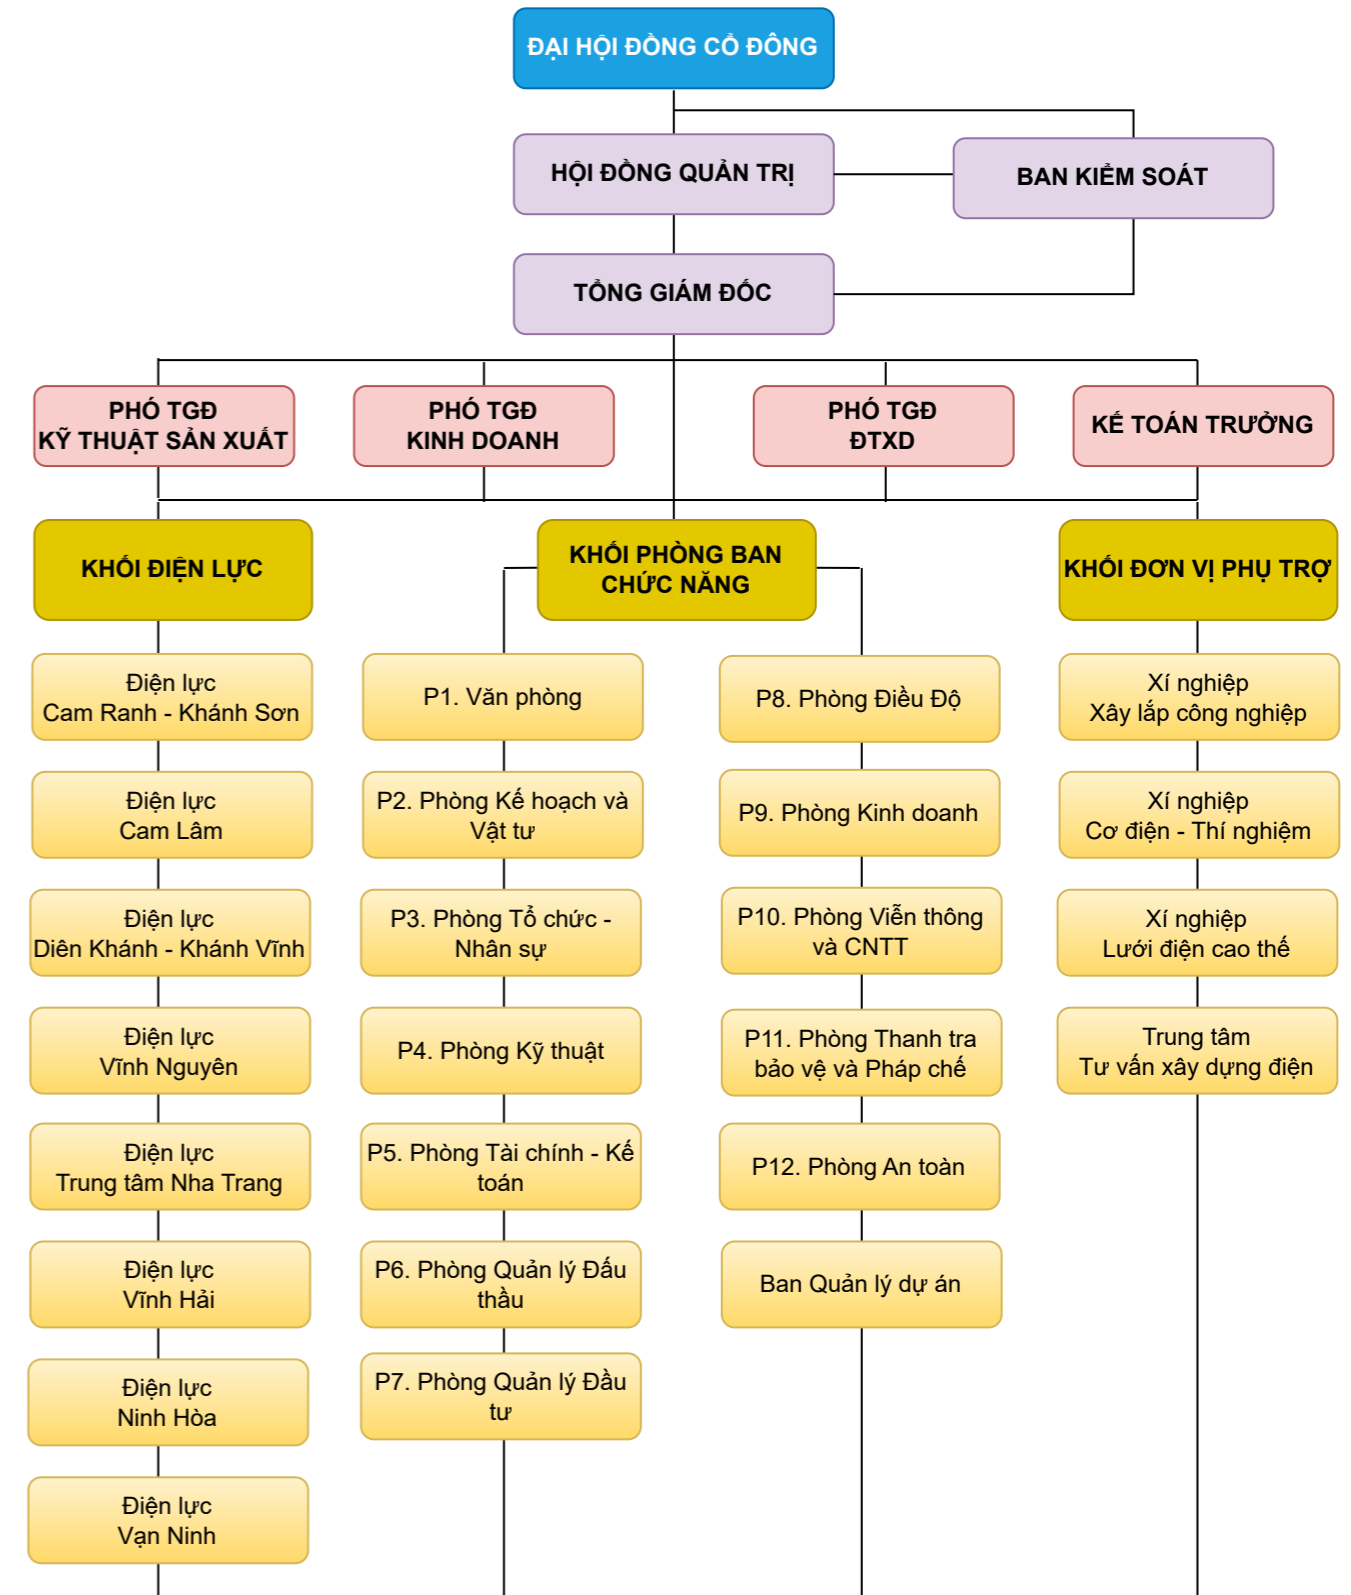 ĐẠI HỘI ĐỒNG CỔ ĐÔNG
HỘI ĐỒNG QUẢN TRỊ
BAN KIỂM SOÁT
TỔNG GIÁM ĐỐC
PHÓ TGĐ
KỸ THUẬT SẢN XUẤT
PHÓ TGĐ
KINH DOANH
PHÓ TGĐ
ĐTXD
KẾ TOÁN TRƯỞNG
KHỐI ĐIỆN LỰC
KHỐI PHÒNG BAN
CHỨC NĂNG
KHỐI ĐƠN VỊ PHỤ TRỢ
Điện lực
Cam Ranh - Khánh Sơn
Điện lực
Cam Lâm
Điện lực
Diên Khánh - Khánh Vĩnh
Điện lực
Vĩnh Nguyên
Điện lực
Trung tâm Nha Trang
Điện lực
Vĩnh Hải
Điện lực
Ninh Hòa
Điện lực
Vạn Ninh
P1. Văn phòng
P2. Phòng Kế hoạch và
Vật tư
P3. Phòng Tổ chức -
Nhân sự
P4. Phòng Kỹ thuật
P5. Phòng Tài chính - Kế
toán
P6. Phòng Quản lý Đấu
thầu
P7. Phòng Quản lý Đầu
tư
P8. Phòng Điều Độ
P9. Phòng Kinh doanh
P10. Phòng Viễn thông
và CNTT
P11. Phòng Thanh tra
bảo vệ và Pháp chế
P12. Phòng An toàn
Ban Quản lý dự án
Xí nghiệp
Xây lắp công nghiệp
Xí nghiệp
Cơ điện - Thí nghiệm
Xí nghiệp
Lưới điện cao thế
Trung tâm
Tư vấn xây dựng điện